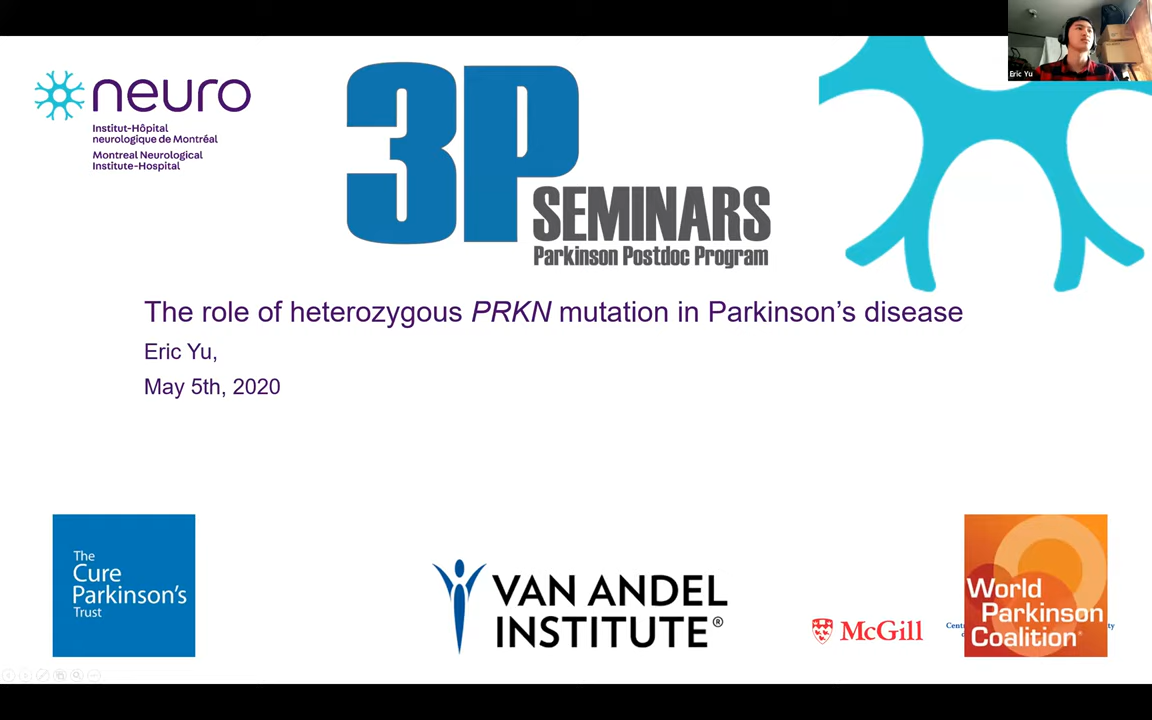 Eric Yu
neuro
Institut-Hôpital
neurologique de Montréal
Montreal Neurological
Institute-Hospital
3P
SEMINARS
Parkinson Postdoc Program
The role of heterozygous PRKN mutation in Parkinson’s disease
Eric Yu,
May 5th, 2020
The
Cure
Parkinson's
Trust
VAN ANDEL
INSTITUTE®
McGill
World
Parkinson
Coalition®